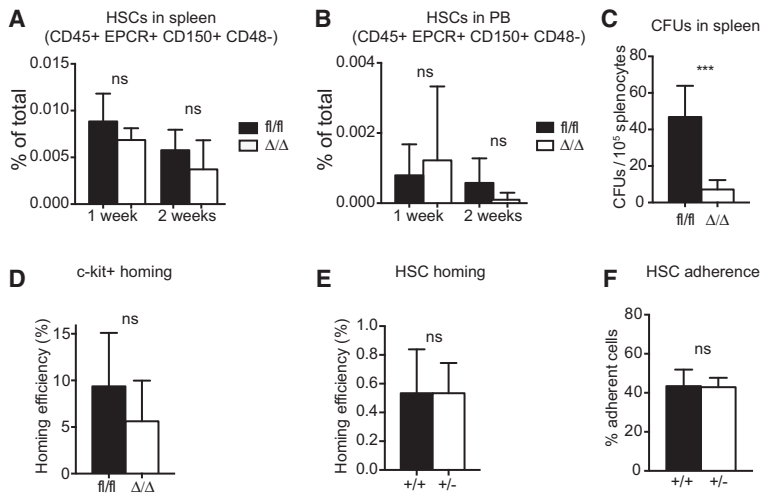 A
HSCs in spleen
(CD45+ EPCR+ CD150+ CD48-)
% of total
0.015
0.010
0.005
0.000
ns
ns
1 week
2 weeks
fl/fl
Δ/Δ
B
HSCs in PB
(CD45+ EPCR+ CD150+ CD48-)
% of total
0.004
0.002
0.000
ns
ns
1 week
2 weeks
fl/fl
Δ/Δ
C
CFUs in spleen
CFUs / 10⁵ splenocytes
80
60
40
20
0
***
fl/fl
Δ/Δ
D
c-kit+ homing
Homing efficiency (%)
15
10
5
0
ns
fl/fl
Δ/Δ
E
HSC homing
Homing efficiency (%)
1.0
0.8
0.6
0.4
0.2
0.0
ns
+/+
+/-
F
HSC adherence
% adherent cells
80
60
40
20
0
ns
+/+
+/-